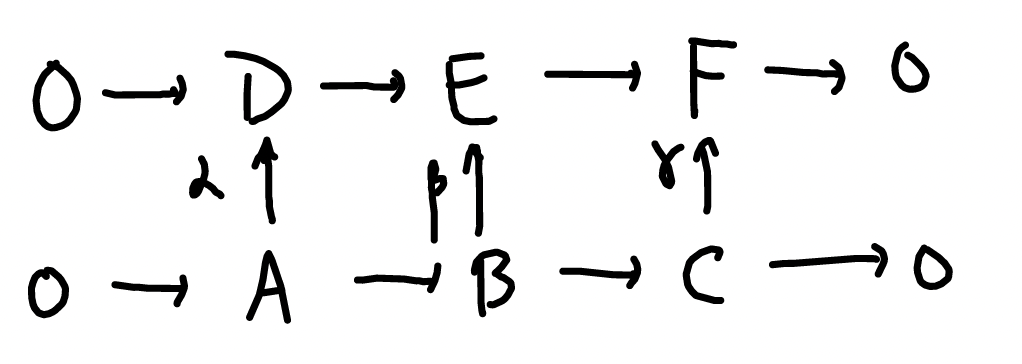 0 → D → E → F → 0
α ↑ β ↑ γ ↑
0 → A → B → C → 0